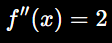 f''(x) = 2